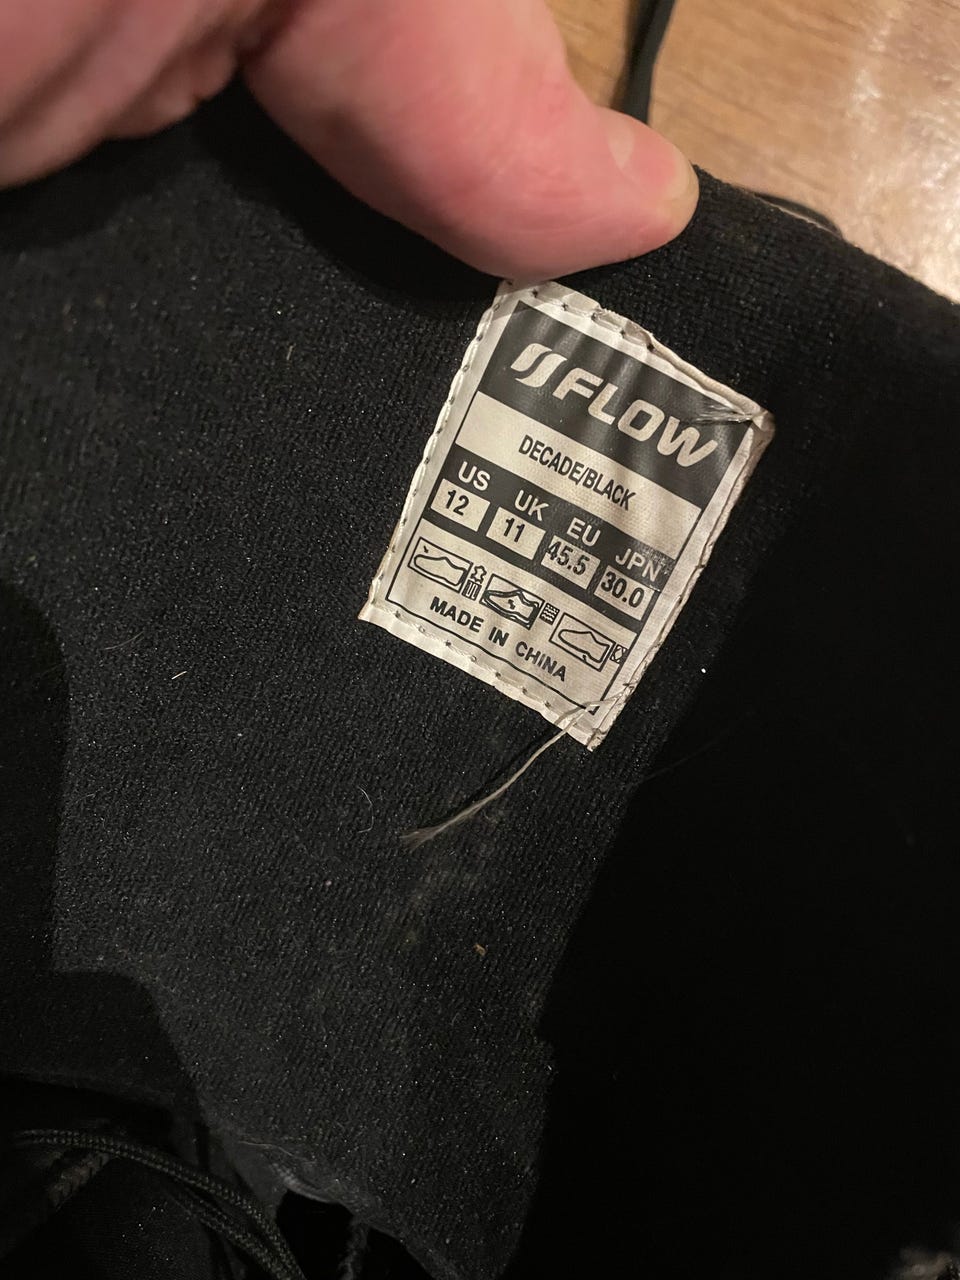 FLOW
DECADE/BLACK
US UK EU JPN
12 11 45.5 30.0
MADE IN CHINA